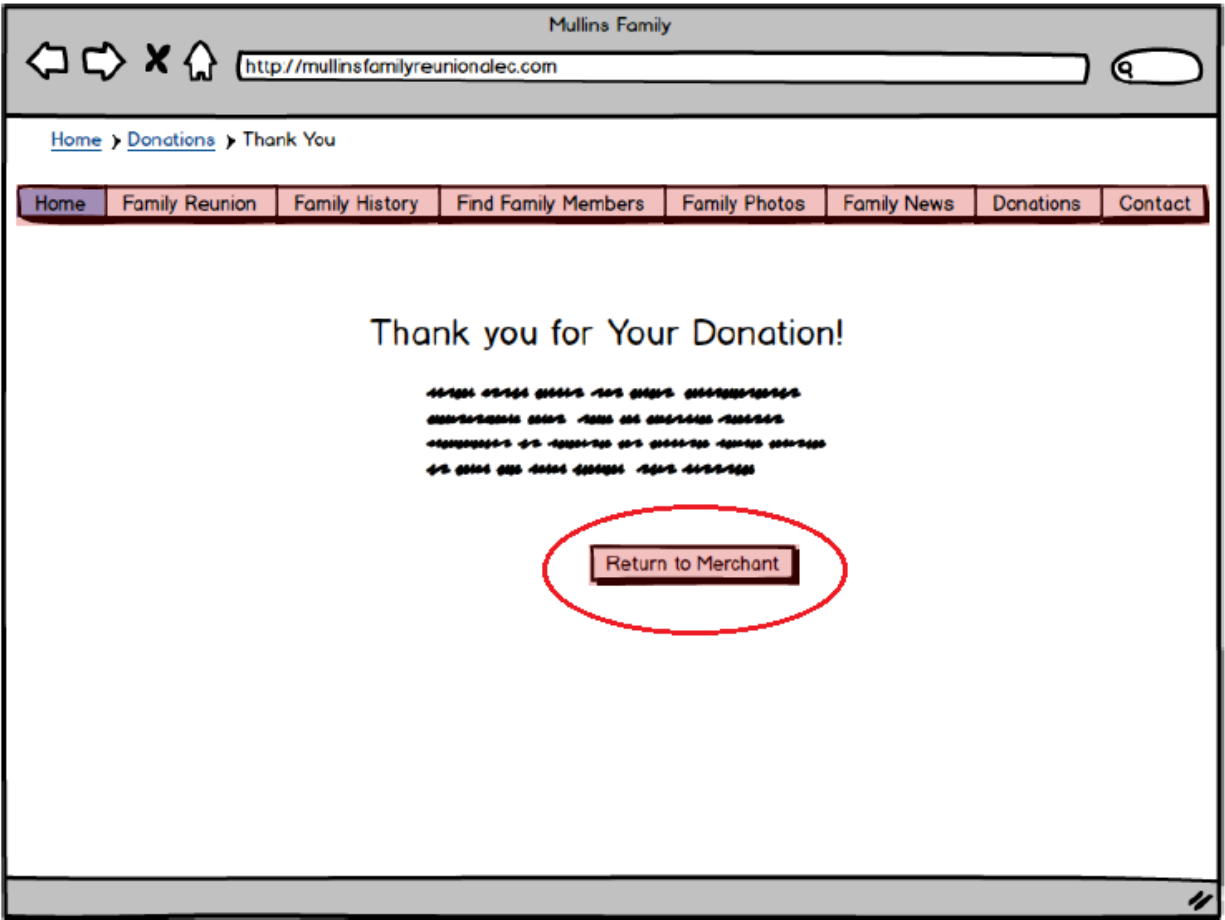 Mullins Family
http://mullinsfamilyreunionalec.com
Home Donations Thank You
Home Family Reunion Family History Find Family Members Family Photos Family News Donations Contact
Thank you for Your Donation!
Return to Merchant